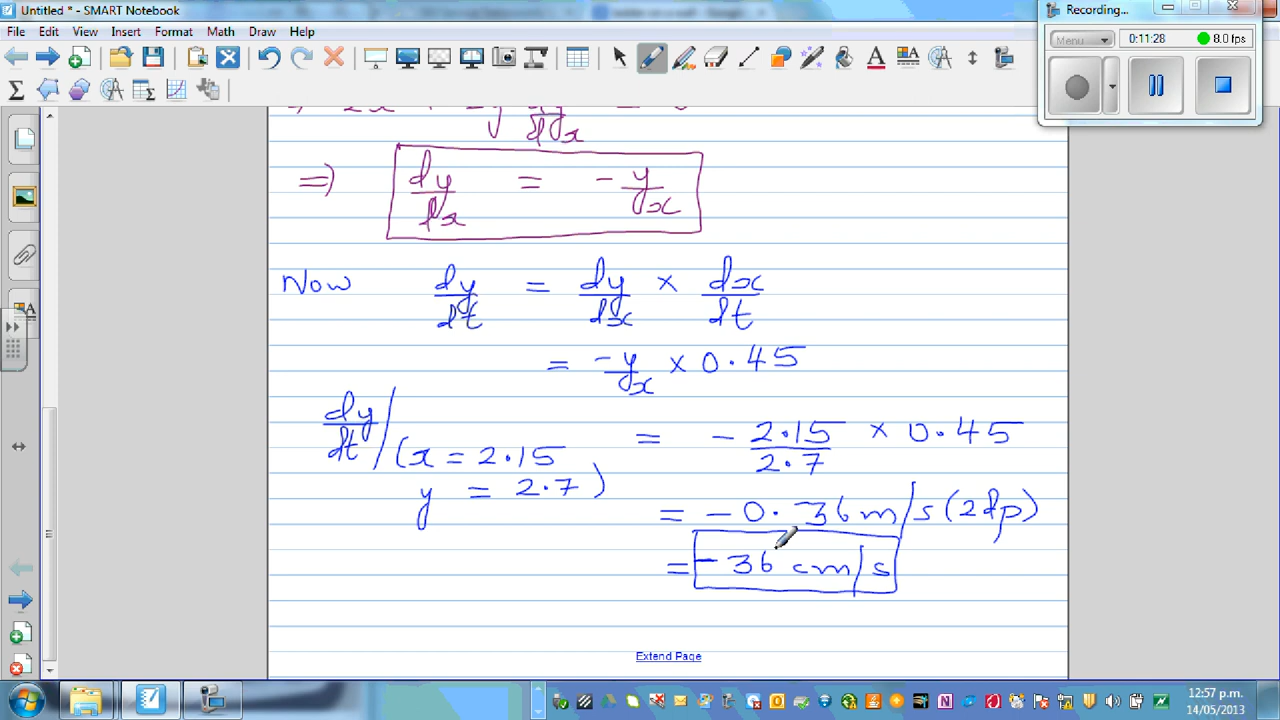 Untitled * - SMART Notebook
Recording...
File Edit View Insert Format Math Draw Help
Menu 0:11:28 8.0 fps
dy/dx = -y/x
Now dy/dt = dy/dx × dx/dt
= -y/x × 0.45
dy/dt | (x = 2.15 = - 2.15/2.7 × 0.45
y = 2.7)
= -0.36 m/s (2dp)
= -36 cm/s
Extend Page
12:57 p.m.
14/05/2013